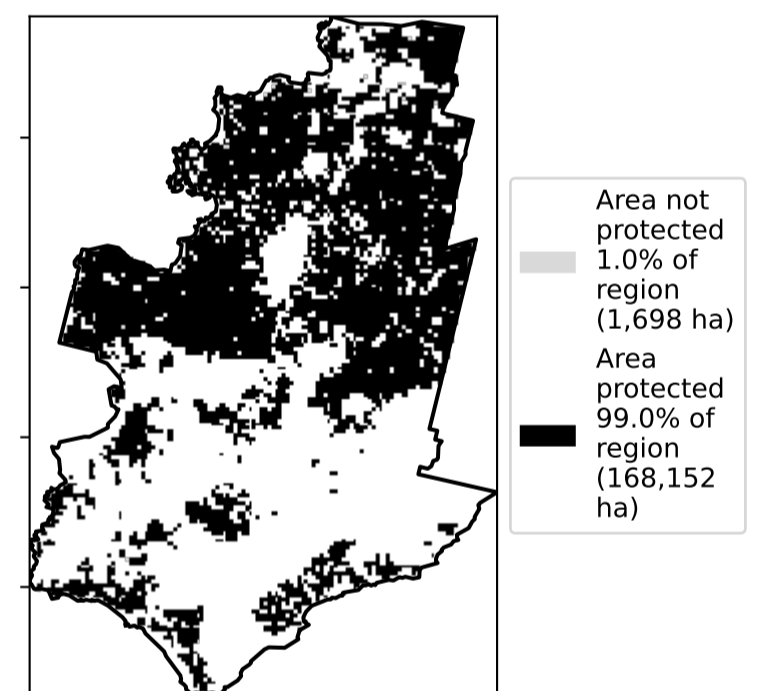 Area not
protected
1.0% of
region
(1,698 ha)
Area
protected
99.0% of
region
(168,152
ha)